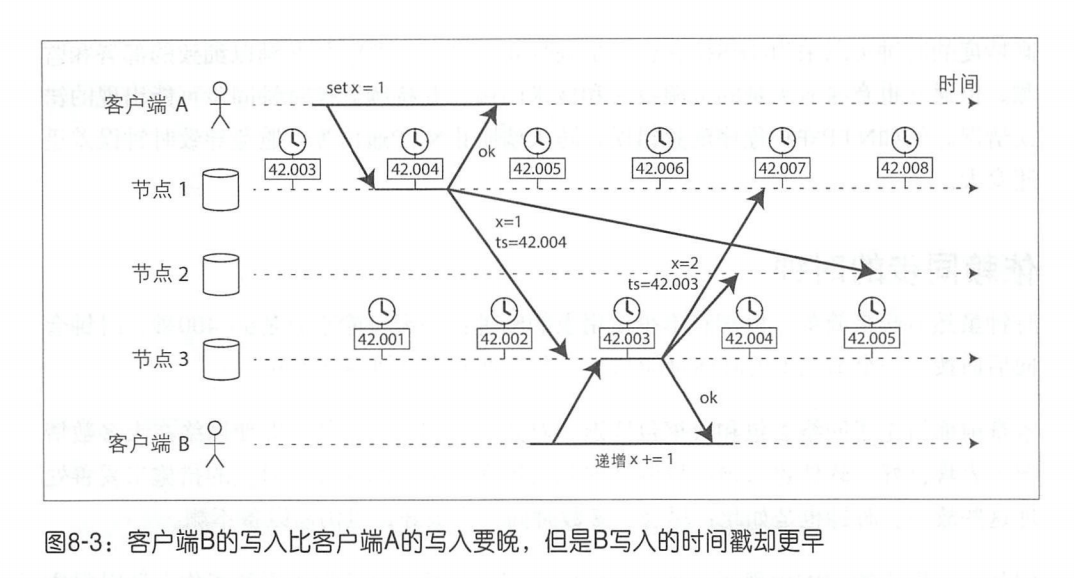 客户端 A
set x = 1
时间
42.003
42.004
ok
42.005
42.006
42.007
42.008
节点 1
x=1
ts=42.004
节点 2
x=2
ts=42.003
42.001
42.002
42.003
42.004
42.005
节点 3
ok
客户端 B
递增 x += 1
图8-3：客户端B的写入比客户端A的写入要晚，但是B写入的时间戳却更早